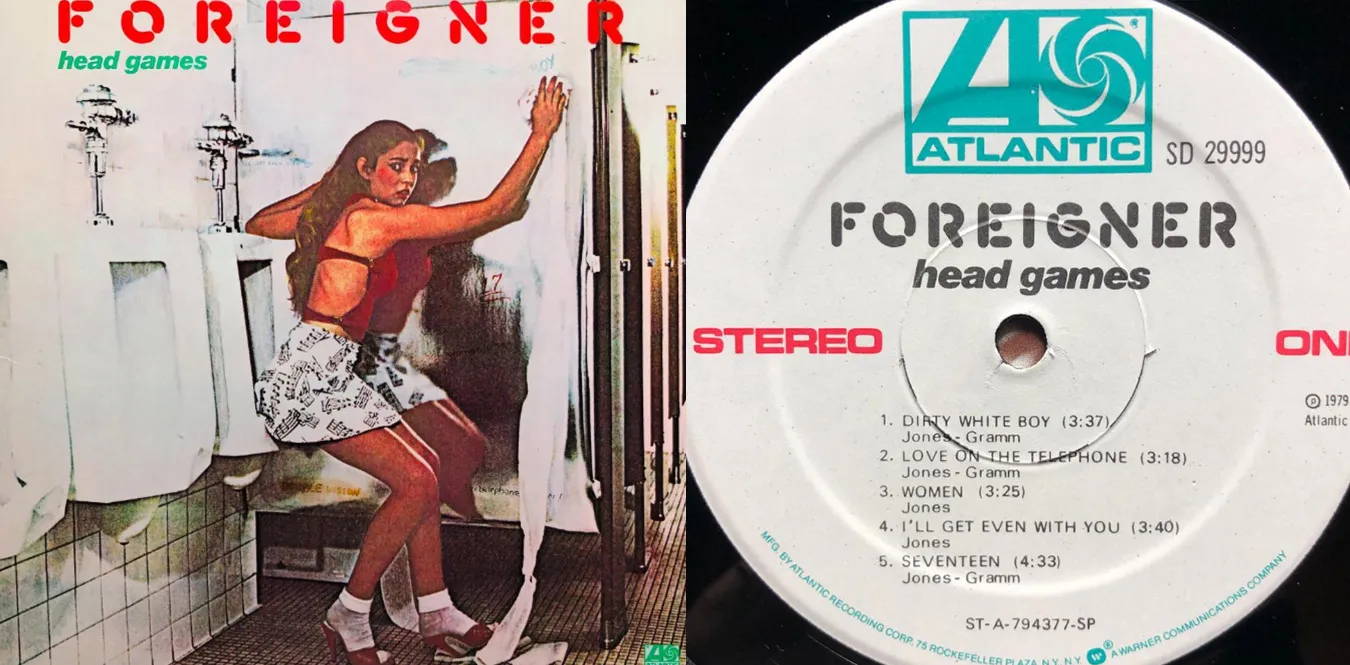 FOREIGNER
head games
17
ATLANTIC
ATLANTIC
SD 29999
FOREIGNER
head games
STEREO
ON
℗ 1979
Atlantic
1. DIRTY WHITE BOY (3:37)
Jones - Gramm
2. LOVE ON THE TELEPHONE (3:18)
Jones - Gramm
3. WOMEN (3:25)
Jones
4. I'LL GET EVEN WITH YOU (3:40)
Jones
5. SEVENTEEN (4:33)
Jones - Gramm
ST-A-794377-SP
MFG. BY ATLANTIC RECORDING CORP. 75 ROCKEFELLER PLAZA, N.Y. N.Y. ® A WARNER COMMUNICATIONS COMPANY